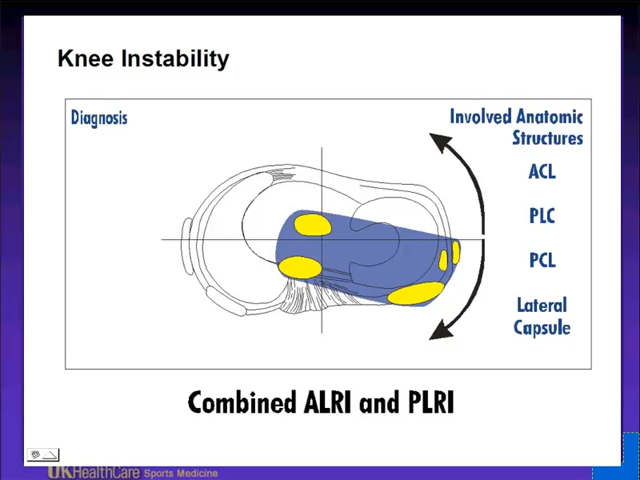 Knee Instability
Diagnosis
Involved Anatomic
Structures
ACL
PLC
PCL
Lateral
Capsule
Combined ALRI and PLRI
UKHealthCare Sports Medicine